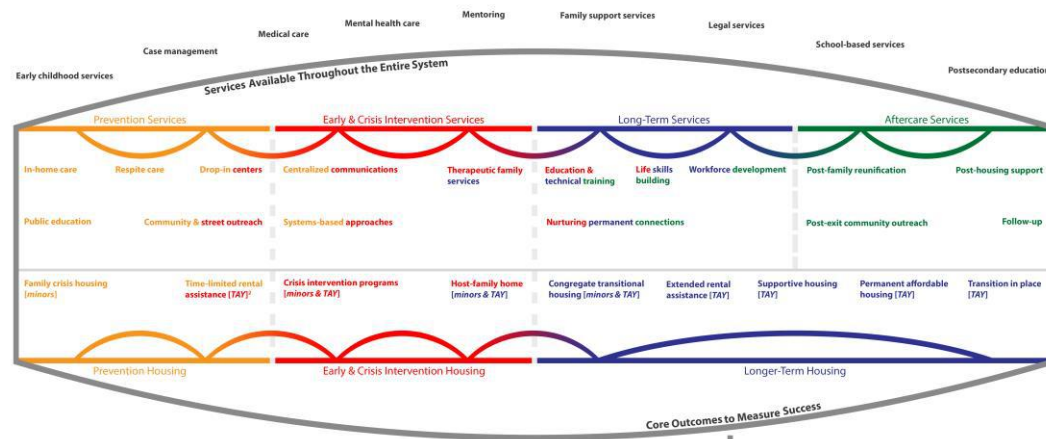 Early childhood services
Case management
Medical care
Mental health care
Mentoring
Family support services
Legal services
School-based services
Postsecondary education
Services Available Throughout the Entire System
Prevention Services
Early & Crisis Intervention Services
Long-Term Services
Aftercare Services
In-home care
Respite care
Drop-in centers
Centralized communications
Therapeutic family
services
Education &
technical training
Life skills
building
Workforce development
Post-family reunification
Post-housing support
Public education
Community & street outreach
Systems-based approaches
Nurturing permanent connections
Post-exit community outreach
Follow-up
Family crisis housing
[minors]
Time-limited rental
assistance [TAY]²
Crisis intervention programs
[minors & TAY]
Host-family home
[minors & TAY]
Congregate transitional
housing [minors & TAY]
Extended rental
assistance [TAY]
Supportive housing
[TAY]
Permanent affordable
housing [TAY]
Transition in place
[TAY]
Prevention Housing
Early & Crisis Intervention Housing
Longer-Term Housing
Core Outcomes to Measure Success